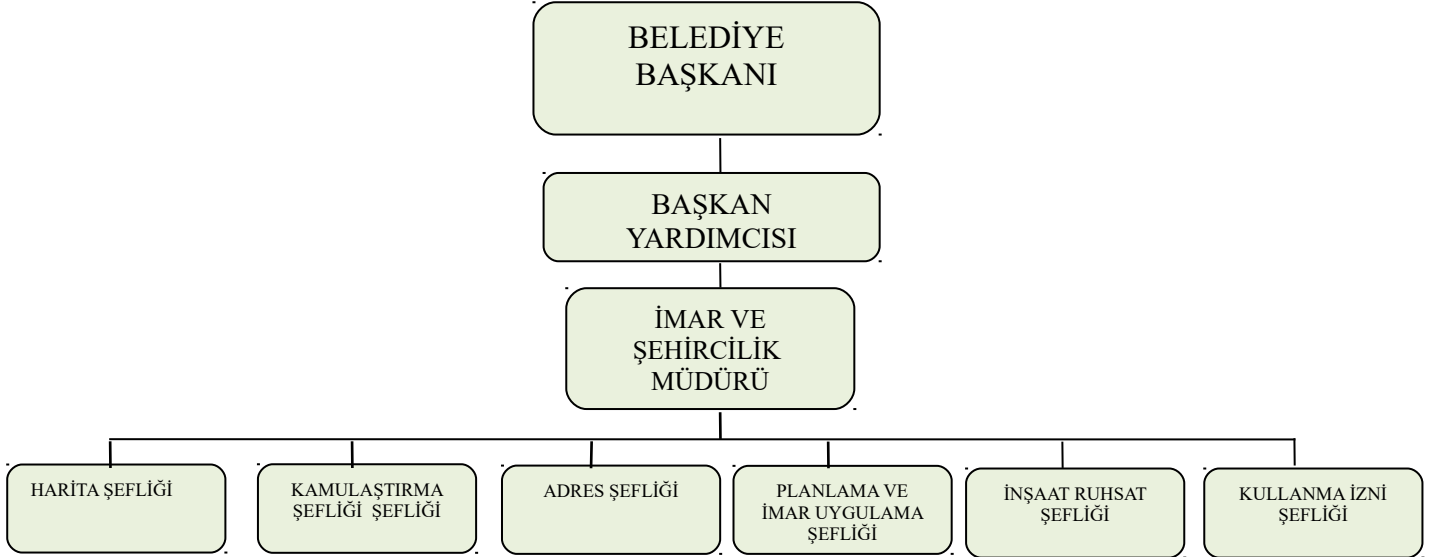 BELEDİYE
BAŞKANI
BAŞKAN
YARDIMCISI
İMAR VE
ŞEHİRCİLİK
MÜDÜRÜ
HARİTA ŞEFLİĞİ
KAMULAŞTIRMA
ŞEFLİĞİ ŞEFLİĞİ
ADRES ŞEFLİĞİ
PLANLAMA VE
İMAR UYGULAMA
ŞEFLİĞİ
İNŞAAT RUHSAT
ŞEFLİĞİ
KULLANMA İZNİ
ŞEFLİĞİ